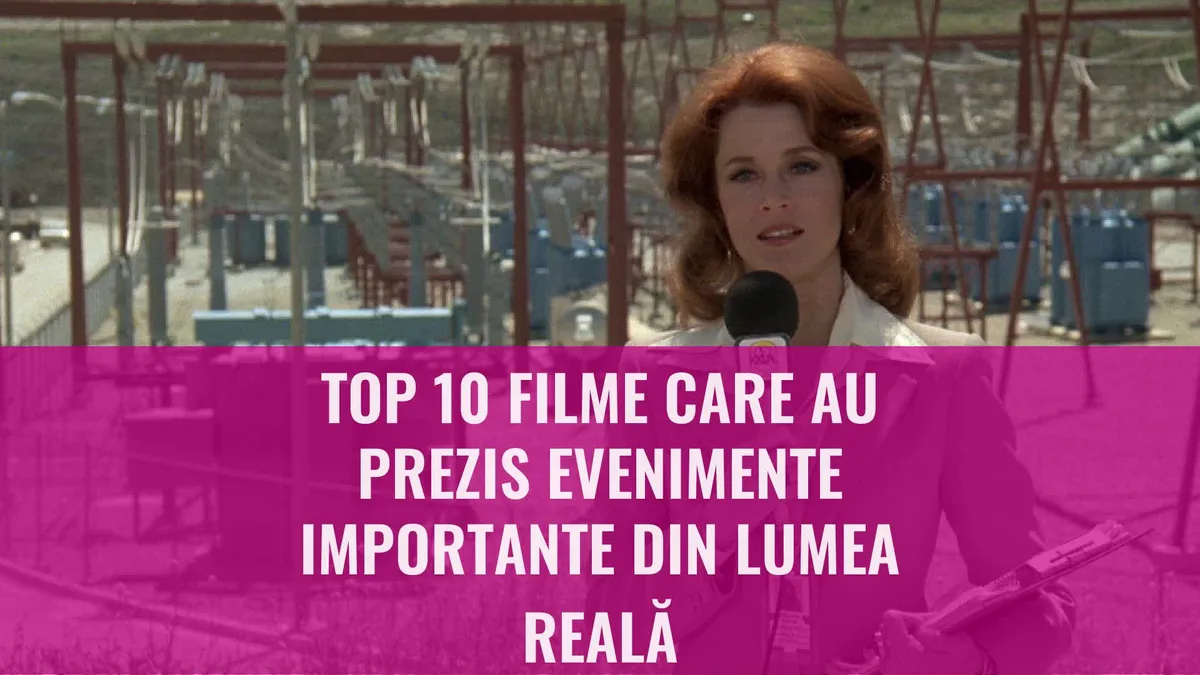 TOP 10 FILME CARE AU
PREZIS EVENIMENTE
IMPORTANTE DIN LUMEA
REALĂ